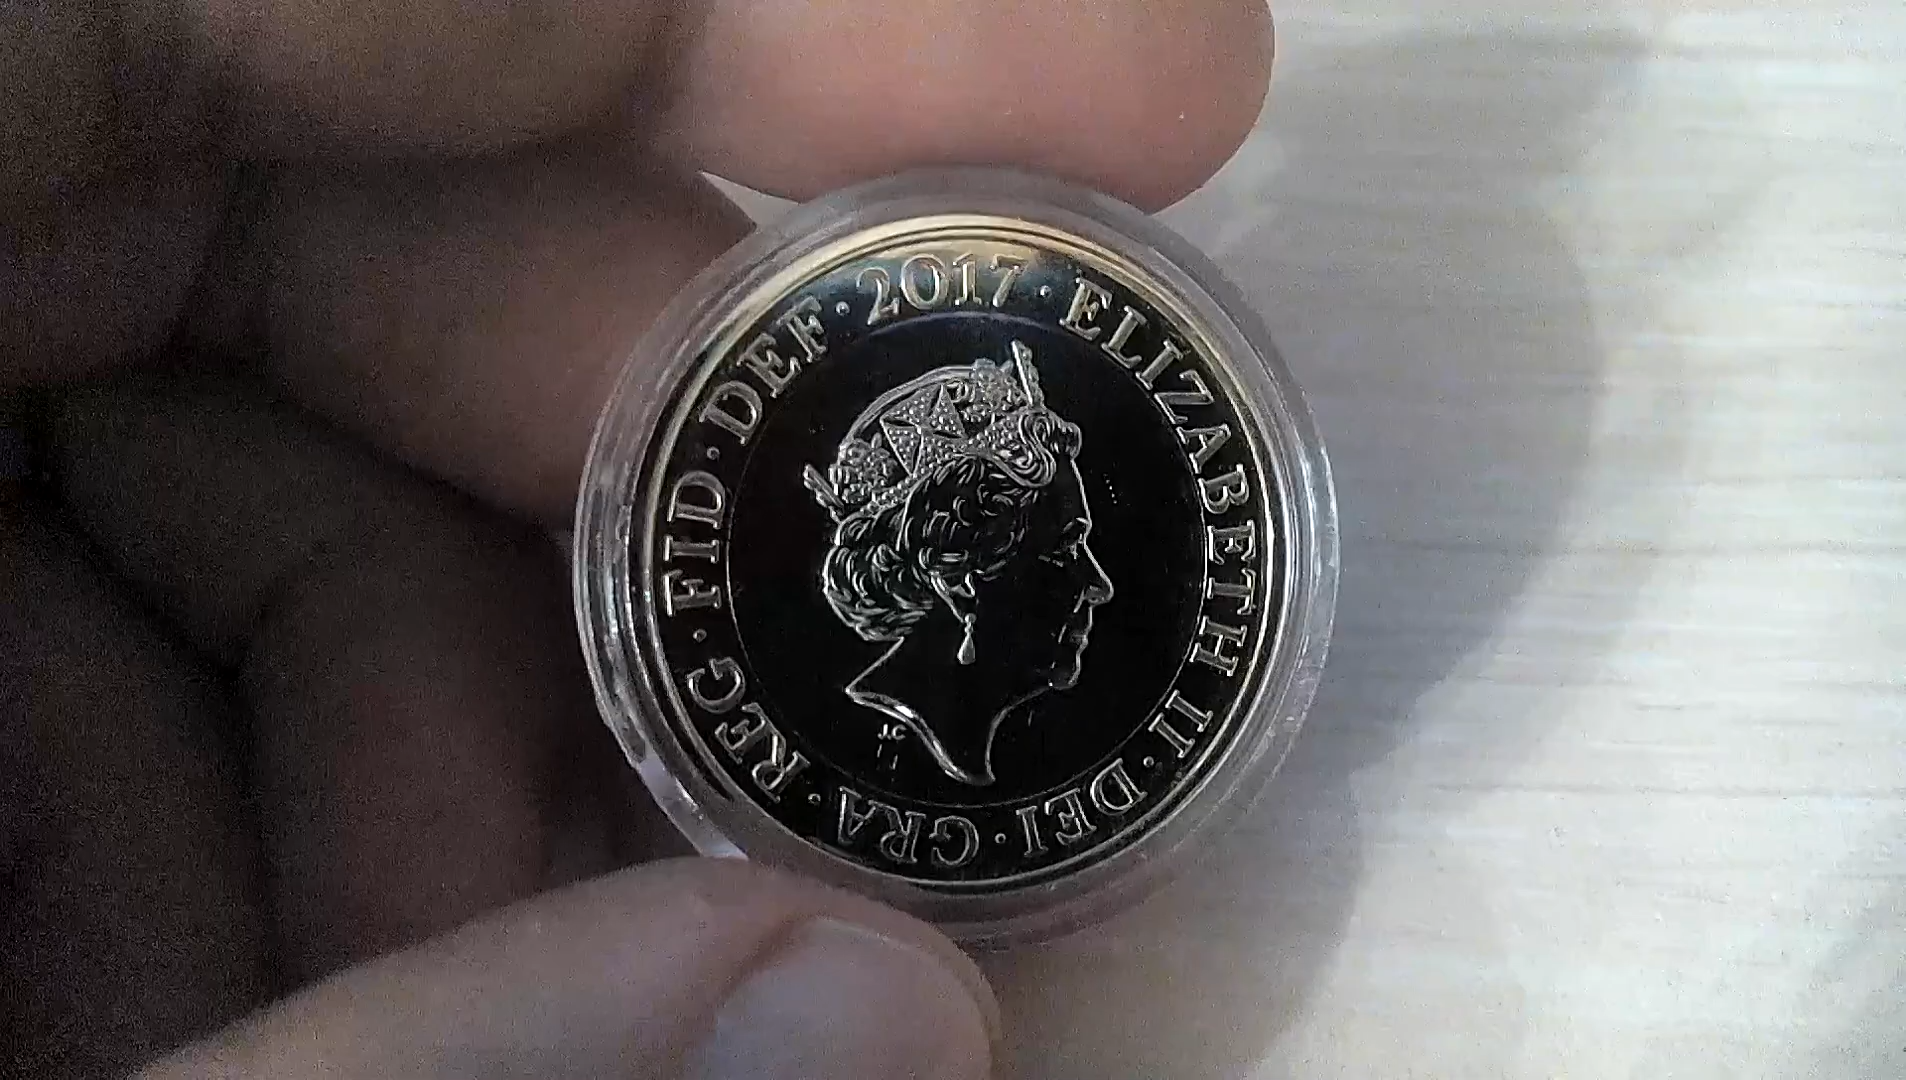 ELIZABETH II · DEI · GRA · REG · FID · DEF · 2017 ·
J.C